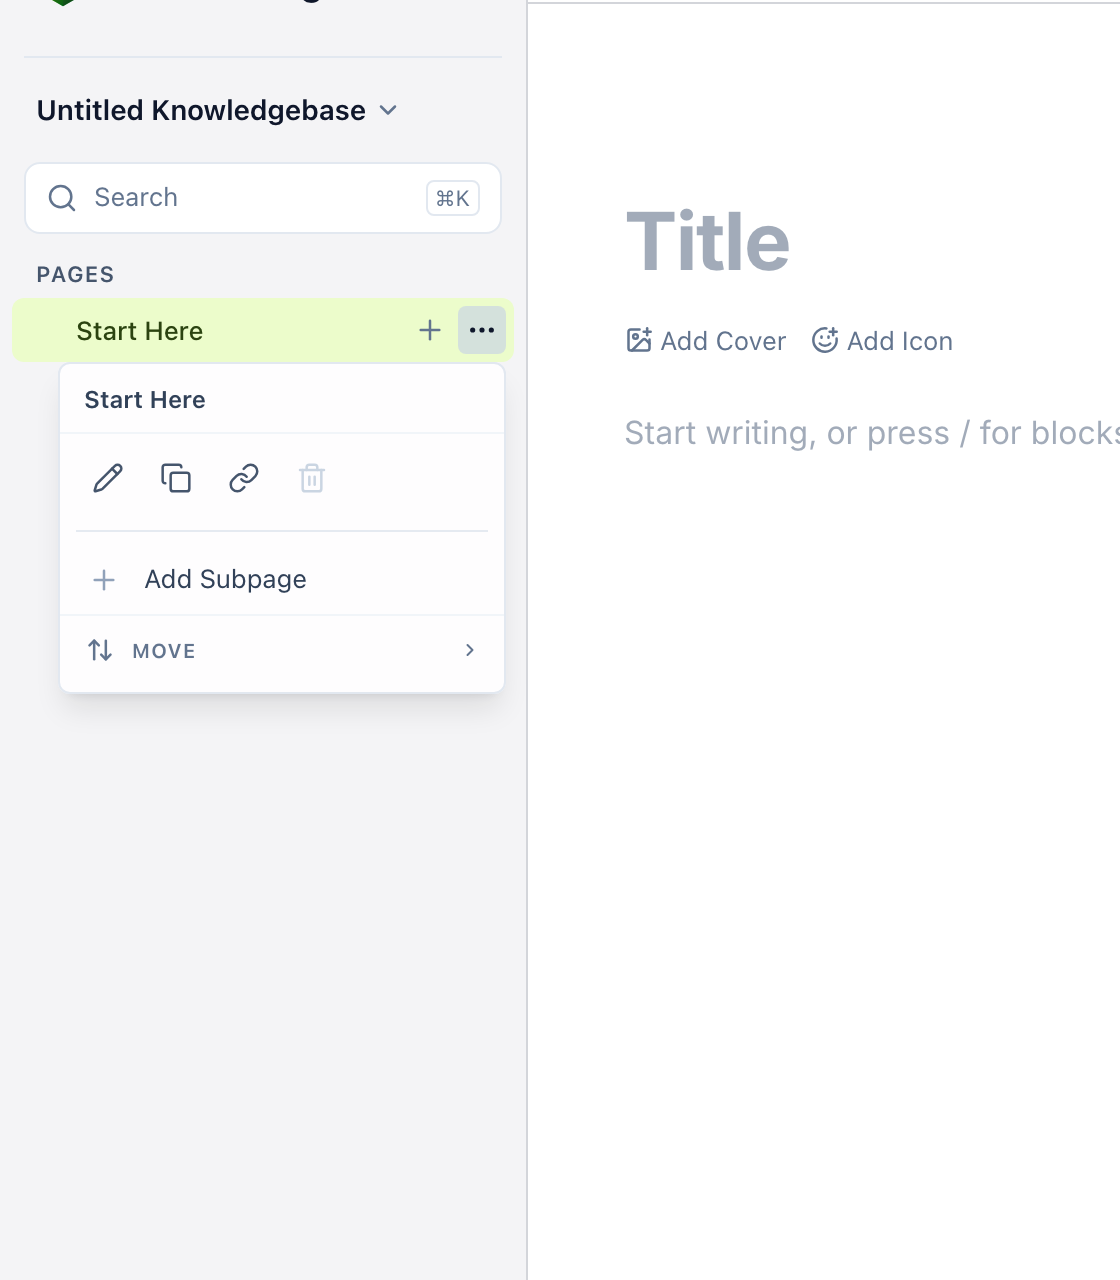 Untitled Knowledgebase
Search
⌘K
PAGES
Start Here
Start Here
Add Subpage
MOVE
Title
Add Cover
Add Icon
Start writing, or press / for blocks